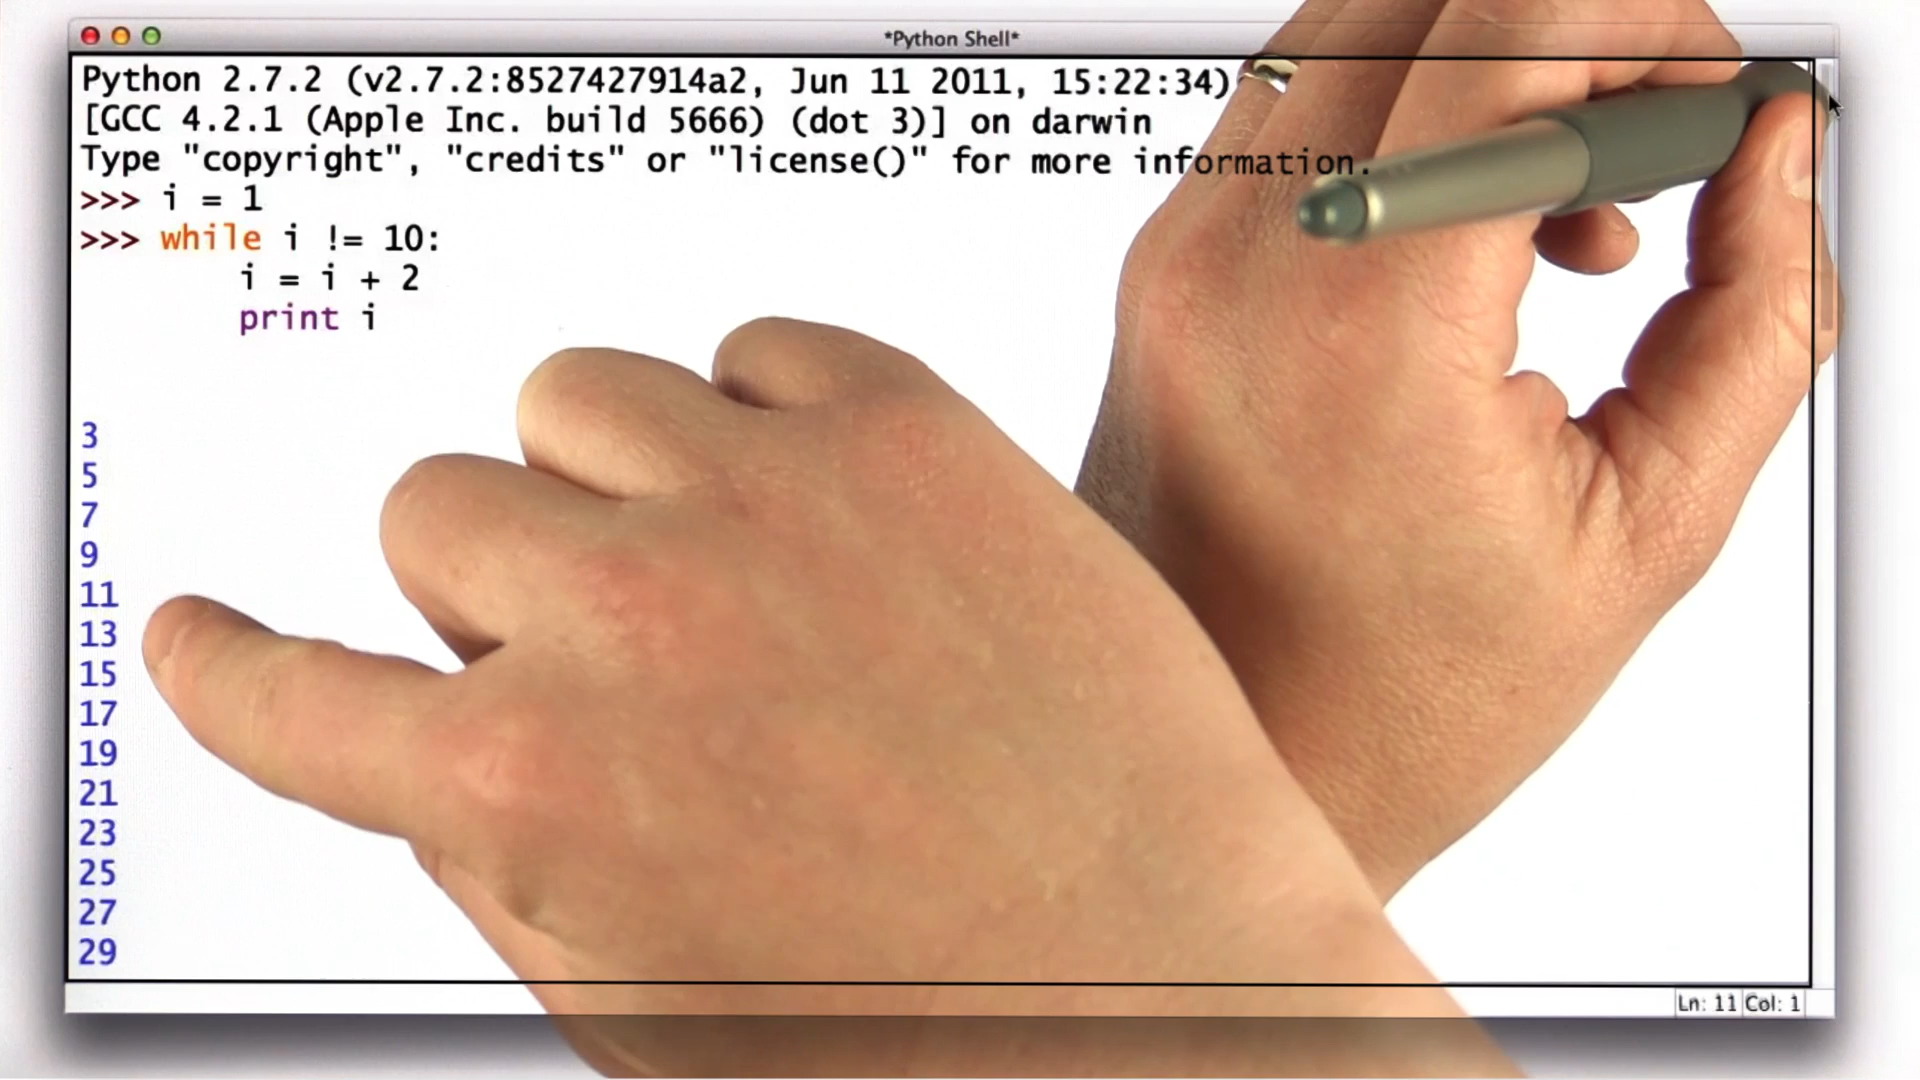 *Python Shell*
Python 2.7.2 (v2.7.2:8527427914a2, Jun 11 2011, 15:22:34)
[GCC 4.2.1 (Apple Inc. build 5666) (dot 3)] on darwin
Type "copyright", "credits" or "license()" for more information.
>>> i = 1
>>> while i != 10:
i = i + 2
print i
3
5
7
9
11
13
15
17
19
21
23
25
27
29
Ln: 11 Col: 1